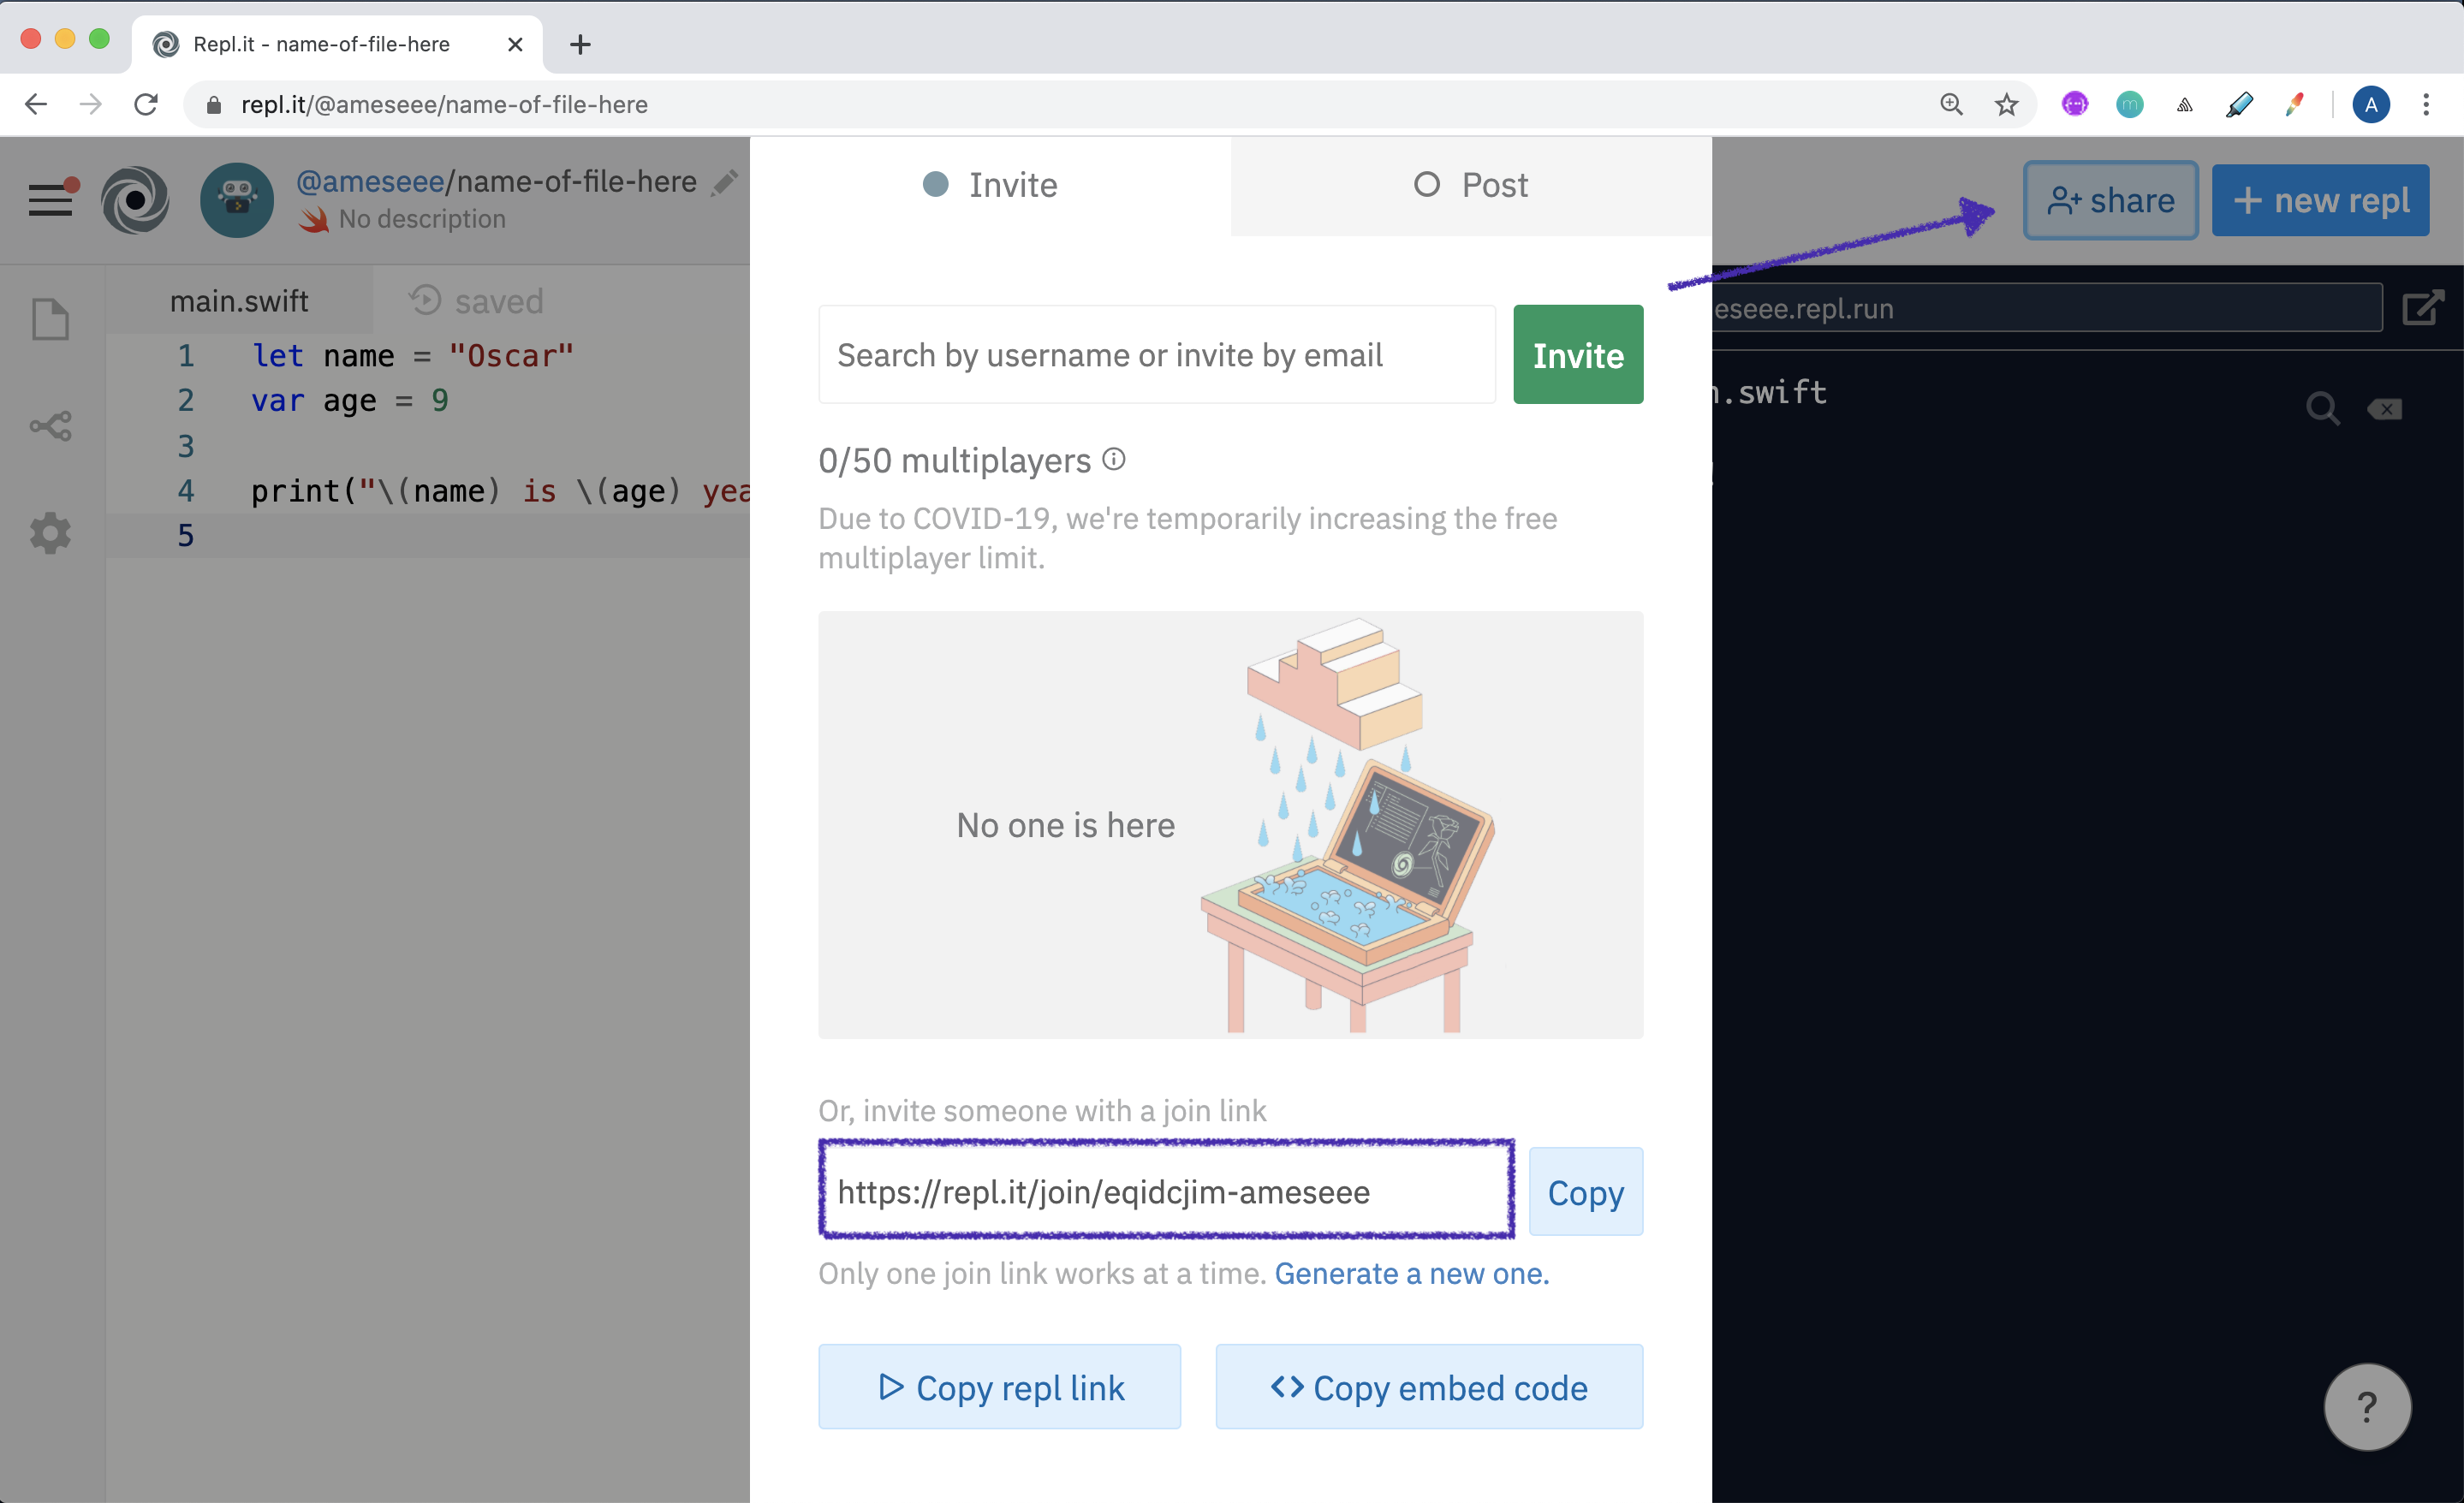 Repl.it - name-of-file-here
repl.it/@ameseee/name-of-file-here
A
@ameseee/name-of-file-here
No description
Invite
Post
share
+ new repl
main.swift
saved
1 let name = "Oscar"
2 var age = 9
3
4 print("\(name) is \(age) yea
5
Search by username or invite by email
Invite
0/50 multiplayers
Due to COVID-19, we're temporarily increasing the free
multiplayer limit.
No one is here
Or, invite someone with a join link
https://repl.it/join/eqidcjim-ameseee
Copy
Only one join link works at a time. Generate a new one.
Copy repl link
<> Copy embed code
eseee.repl.run
.swift
?